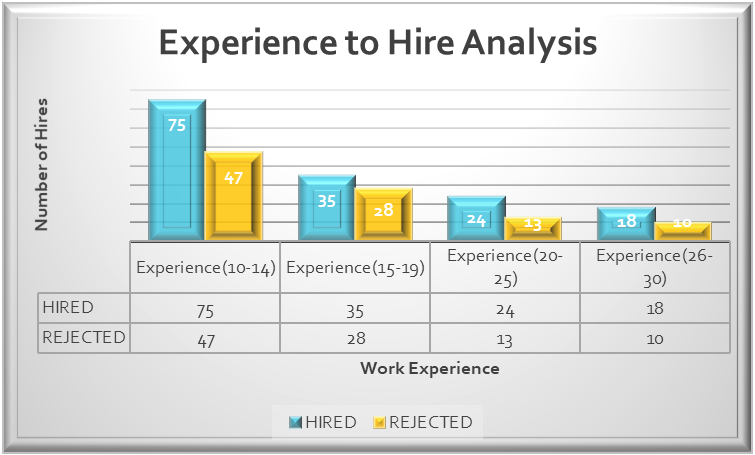 Experience to Hire Analysis
Number of Hires
75
47
35
28
24
13
18
10
Experience(10-14) Experience(15-19) Experience(20-25) Experience(26-30)
HIRED 75 35 24 18
REJECTED 47 28 13 10
Work Experience
HIRED REJECTED